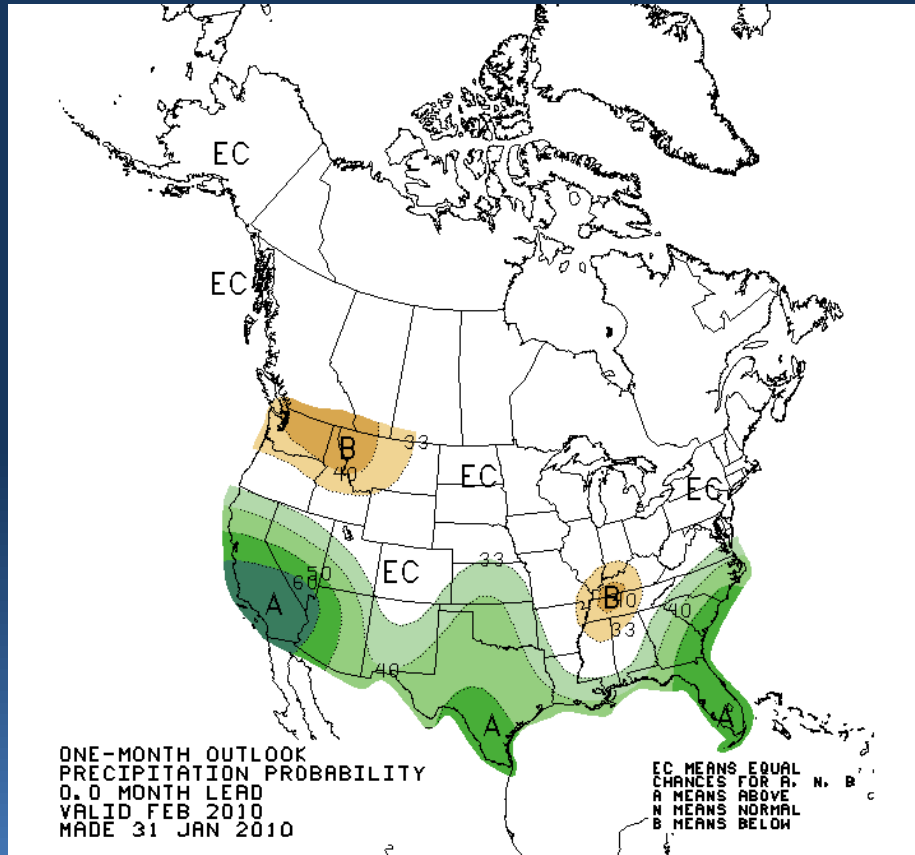 EC
EC
33
B
40
EC
EC
33
EC
50
60
A
B
40
40
33
40
A
A
ONE-MONTH OUTLOOK
PRECIPITATION PROBABILITY
0.0 MONTH LEAD
VALID FEB 2010
MADE 31 JAN 2010
EC MEANS EQUAL
CHANCES FOR A, N, B
A MEANS ABOVE
N MEANS NORMAL
B MEANS BELOW